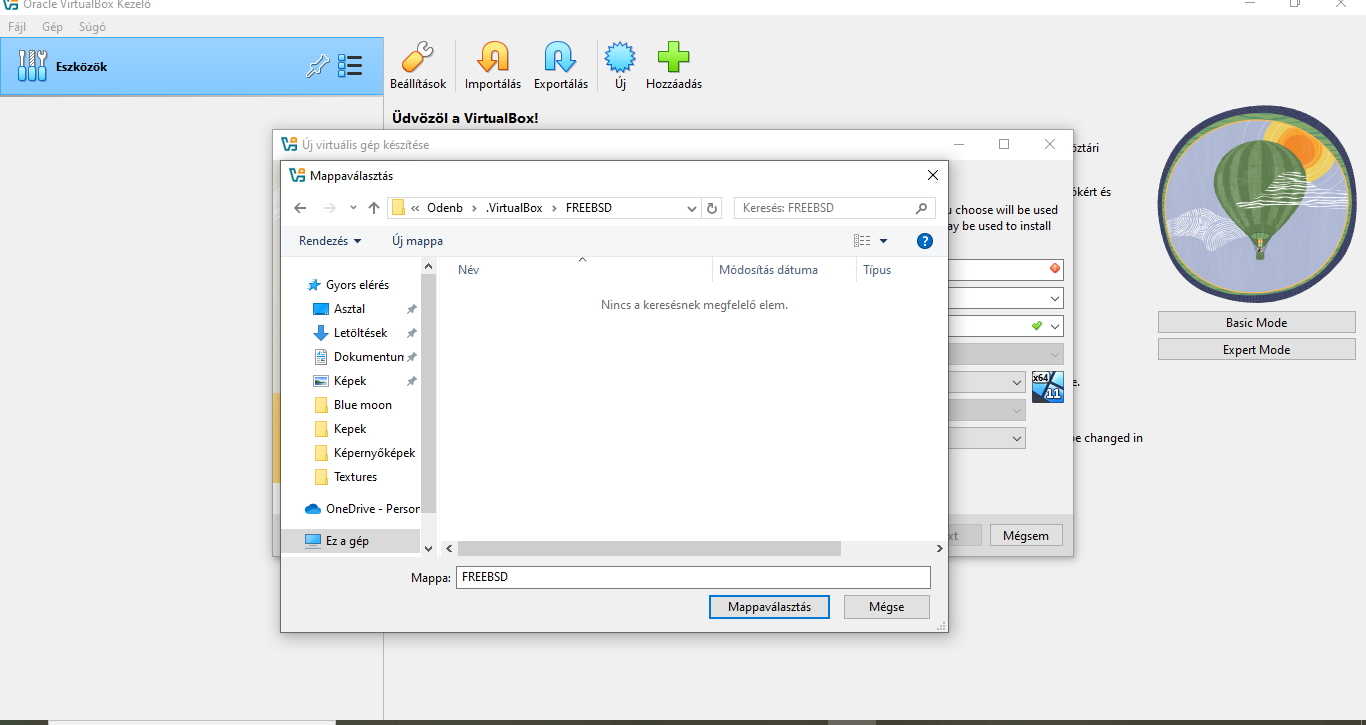 Oracle VirtualBox Kezelő
Fájl Gép Súgó
Eszközök
Beállítások Importálás Exportálás Új Hozzáadás
Üdvözöl a VirtualBox!
Új virtuális gép készítése
Mappaválasztás
« Odenb › .VirtualBox › FREEBSD
Keresés: FREEBSD
Rendezés Új mappa
Név Módosítás dátuma Típus
Nincs a keresésnek megfelelő elem.
Gyors elérés
Asztal
Letöltések
Dokumentum
Képek
Blue moon
Kepek
Képernyőképek
Textures
OneDrive - Person
Ez a gép
Mappa: FREEBSD
Mappaválasztás Mégse
u choose will be used
ay be used to install
x64
11
xt Mégsem
öztári
ókért és
e.
be changed in
Basic Mode
Expert Mode